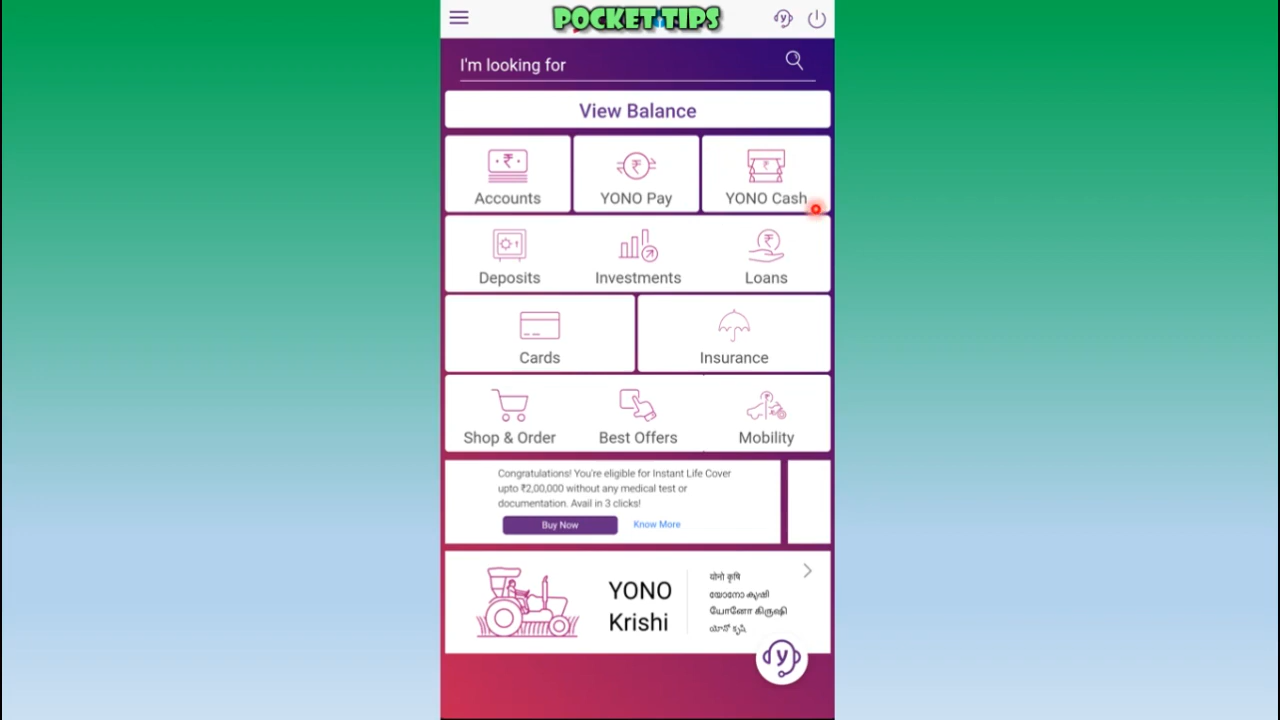 POCKET TIPS
I'm looking for
View Balance
Accounts
YONO Pay
YONO Cash
Deposits
Investments
Loans
Cards
Insurance
Shop & Order
Best Offers
Mobility
Congratulations! You're eligible for Instant Life Cover
upto ₹2,00,000 without any medical test or
documentation. Avail in 3 clicks!
Buy Now
Know More
YONO
Krishi
योनो कृषि
യോനോ കൃഷി
யோனோ கிருஷி
యోనో కృషి
y
y